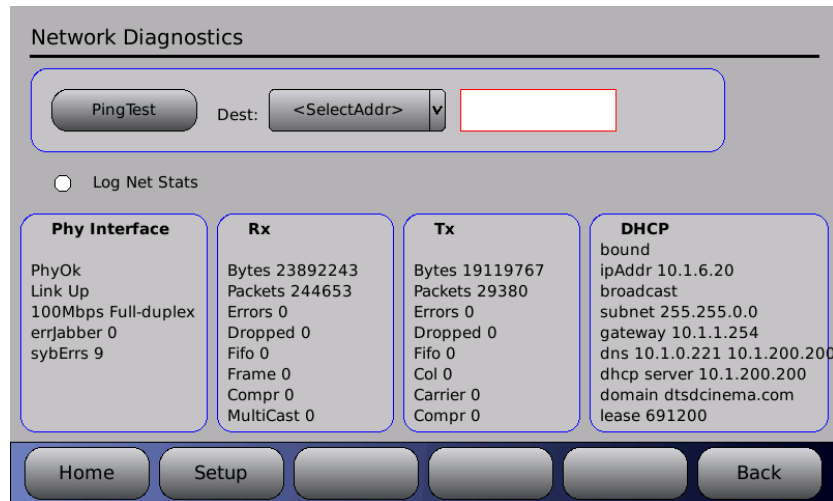 Network Diagnostics
PingTest
Dest:
<SelectAddr>
Log Net Stats
Phy Interface
PhyOk
Link Up
100Mbps Full-duplex
errJabber 0
sybErrs 9
Rx
Bytes 23892243
Packets 244653
Errors 0
Dropped 0
Fifo 0
Frame 0
Compr 0
MultiCast 0
Tx
Bytes 19119767
Packets 29380
Errors 0
Dropped 0
Fifo 0
Col 0
Carrier 0
Compr 0
DHCP
bound
ipAddr 10.1.6.20
broadcast
subnet 255.255.0.0
gateway 10.1.1.254
dns 10.1.0.221 10.1.200.200
dhcp server 10.1.200.200
domain dtsdcinema.com
lease 691200
Home
Setup
Back